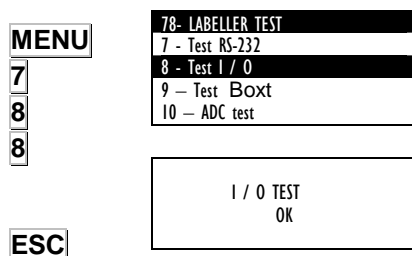 MENU
7
8
8
ESC
78- LABELLER TEST
7 - Test RS-232
8 - Test I / O
9 – Test Boxt
10 – ADC test
I / O TEST
OK